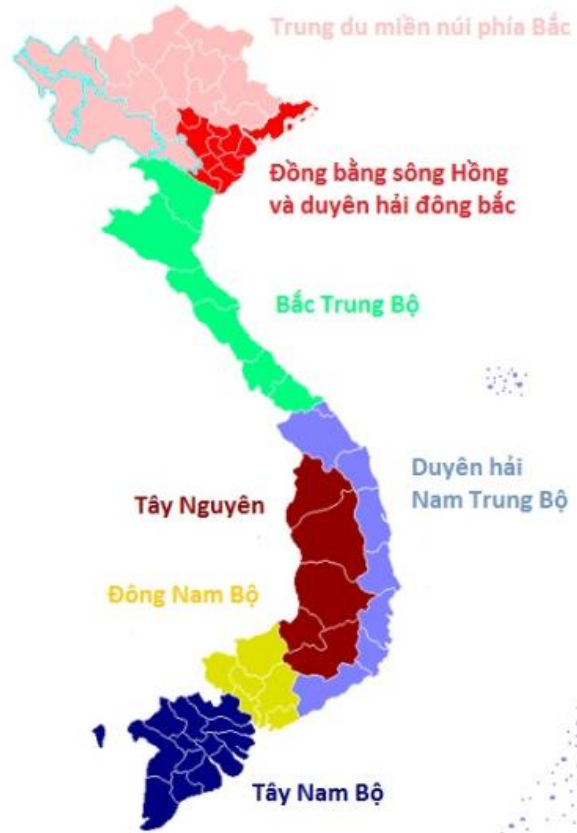 Trung du miền núi phía Bắc
Đồng bằng sông Hồng
và duyên hải đông bắc
Bắc Trung Bộ
Duyên hải
Nam Trung Bộ
Tây Nguyên
Đông Nam Bộ
Tây Nam Bộ